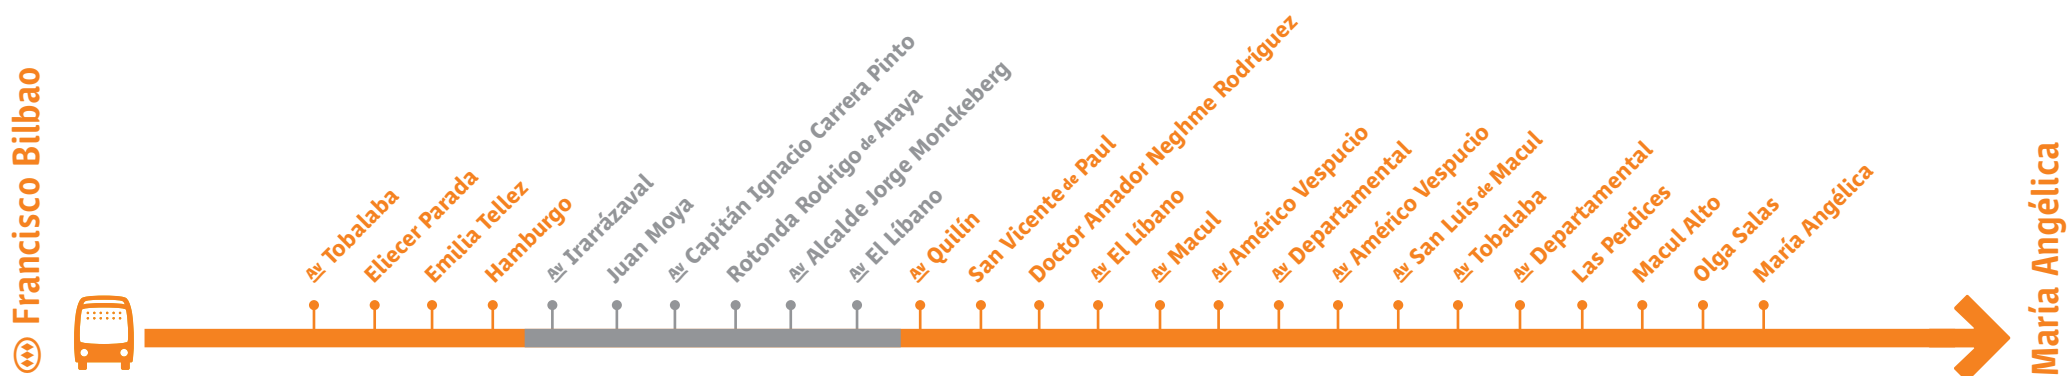 Francisco Bilbao
Av Tobalaba
Eliecer Parada
Emilia Tellez
Hamburgo
Av Irarrázaval
Juan Moya
Av Capitán Ignacio Carrera Pinto
Rotonda Rodrigo de Araya
Av Alcalde Jorge Monckeberg
Av El Líbano
Av Quilín
San Vicente de Paul
Doctor Amador Neghme Rodríguez
Av El Líbano
Av Macul
Av Américo Vespucio
Av Departamental
Av Américo Vespucio
Av San Luis de Macul
Av Tobalaba
Av Departamental
Las Perdices
Macul Alto
Olga Salas
María Angélica
María Angélica